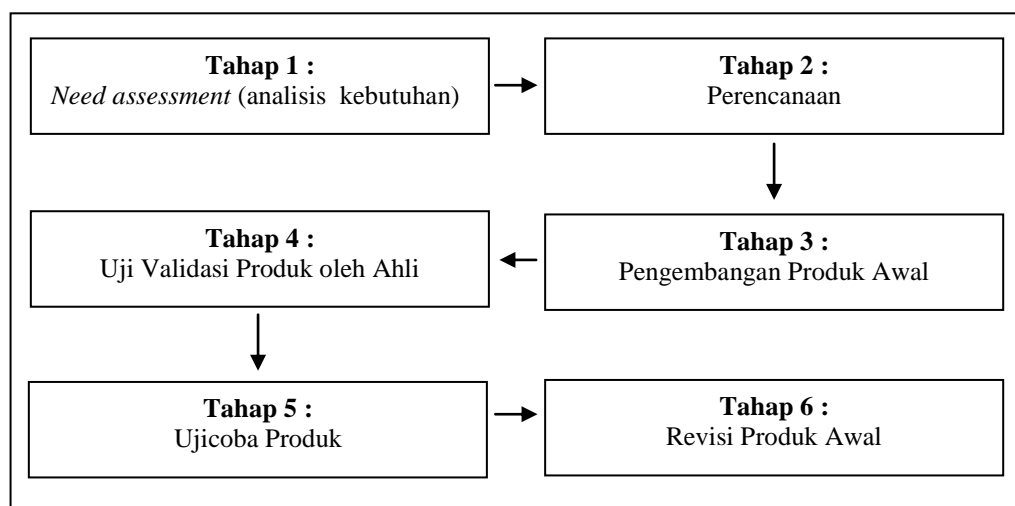 Tahap 1 :
Need assessment (analisis kebutuhan)
Tahap 2 :
Perencanaan
Tahap 3 :
Pengembangan Produk Awal
Tahap 4 :
Uji Validasi Produk oleh Ahli
Tahap 5 :
Ujicoba Produk
Tahap 6 :
Revisi Produk Awal